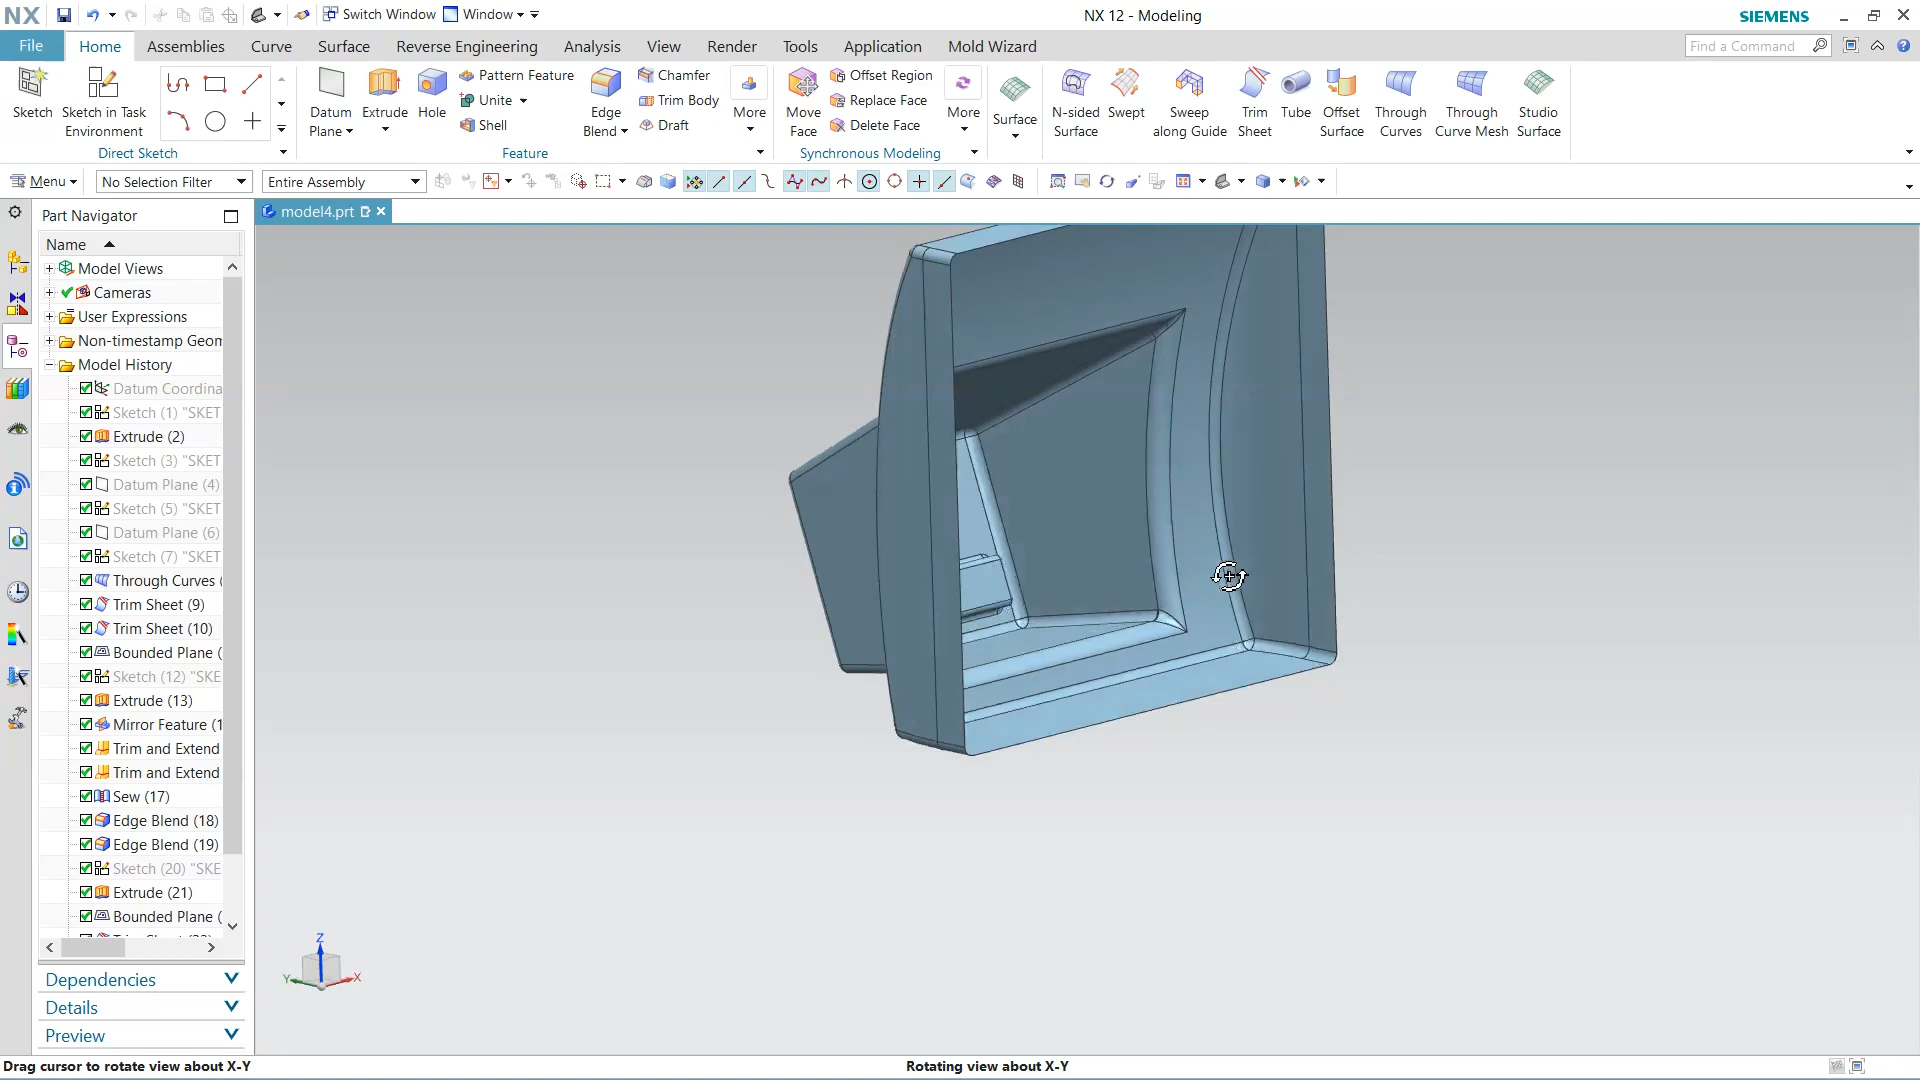 NX
Switch Window
Window
NX 12 - Modeling
SIEMENS
File
Home
Assemblies
Curve
Surface
Reverse Engineering
Analysis
View
Render
Tools
Application
Mold Wizard
Find a Command
Sketch
Sketch in Task
Environment
Direct Sketch
Datum
Plane
Extrude
Hole
Pattern Feature
Unite
Shell
Edge
Blend
Chamfer
Trim Body
Draft
More
Feature
Move
Face
Offset Region
Replace Face
Delete Face
More
Synchronous Modeling
Surface
N-sided
Surface
Swept
Sweep
along Guide
Trim
Sheet
Tube
Offset
Surface
Through
Curves
Through
Curve Mesh
Studio
Surface
Menu
No Selection Filter
Entire Assembly
Part Navigator
model4.prt
Name
Model Views
Cameras
User Expressions
Non-timestamp Geom
Model History
Datum Coordina
Sketch (1) "SKET
Extrude (2)
Sketch (3) "SKET
Datum Plane (4)
Sketch (5) "SKET
Datum Plane (6)
Sketch (7) "SKET
Through Curves (
Trim Sheet (9)
Trim Sheet (10)
Bounded Plane (
Sketch (12) "SKE
Extrude (13)
Mirror Feature (1
Trim and Extend
Trim and Extend
Sew (17)
Edge Blend (18)
Edge Blend (19)
Sketch (20) "SKE
Extrude (21)
Bounded Plane (
Dependencies
Details
Preview
Z
Y
X
Drag cursor to rotate view about X-Y
Rotating view about X-Y